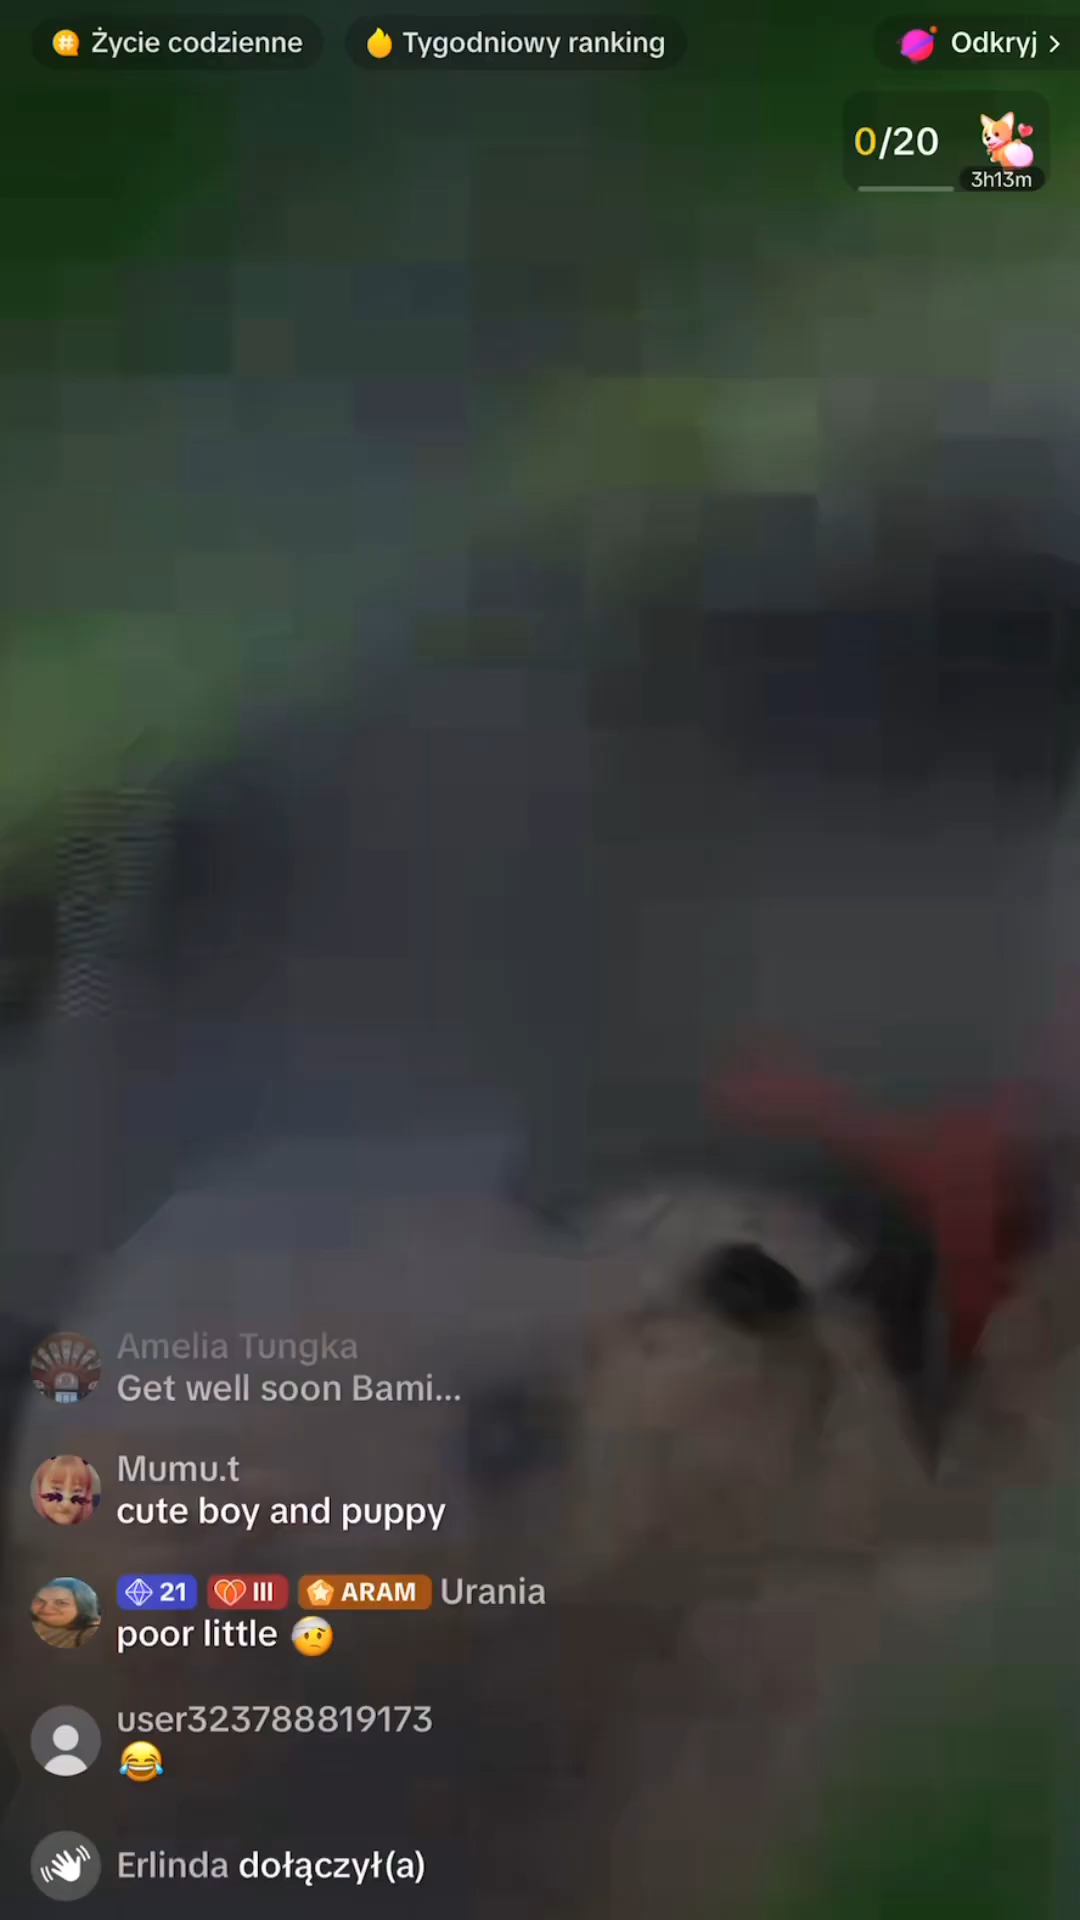 Życie codzienne
Tygodniowy ranking
Odkryj
0/20
3h13m
Amelia Tungka
Get well soon Bami...
Mumu.t
cute boy and puppy
21 III ARAM Urania
poor little 🤕
user323788819173
😂
Erlinda dołączył(a)